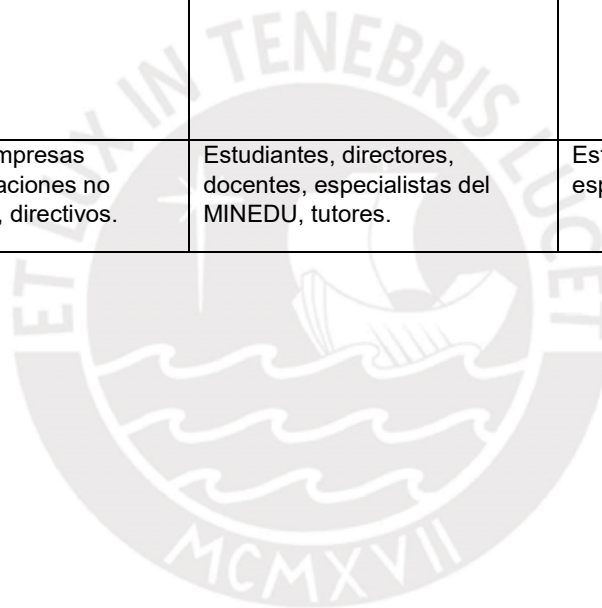 ET LUX IN TENEBRIS LUCET
mpresas
aciones no
, directivos.
Estudiantes, directores,
docentes, especialistas del
MINEDU, tutores.
Est
esp
MCMXVII